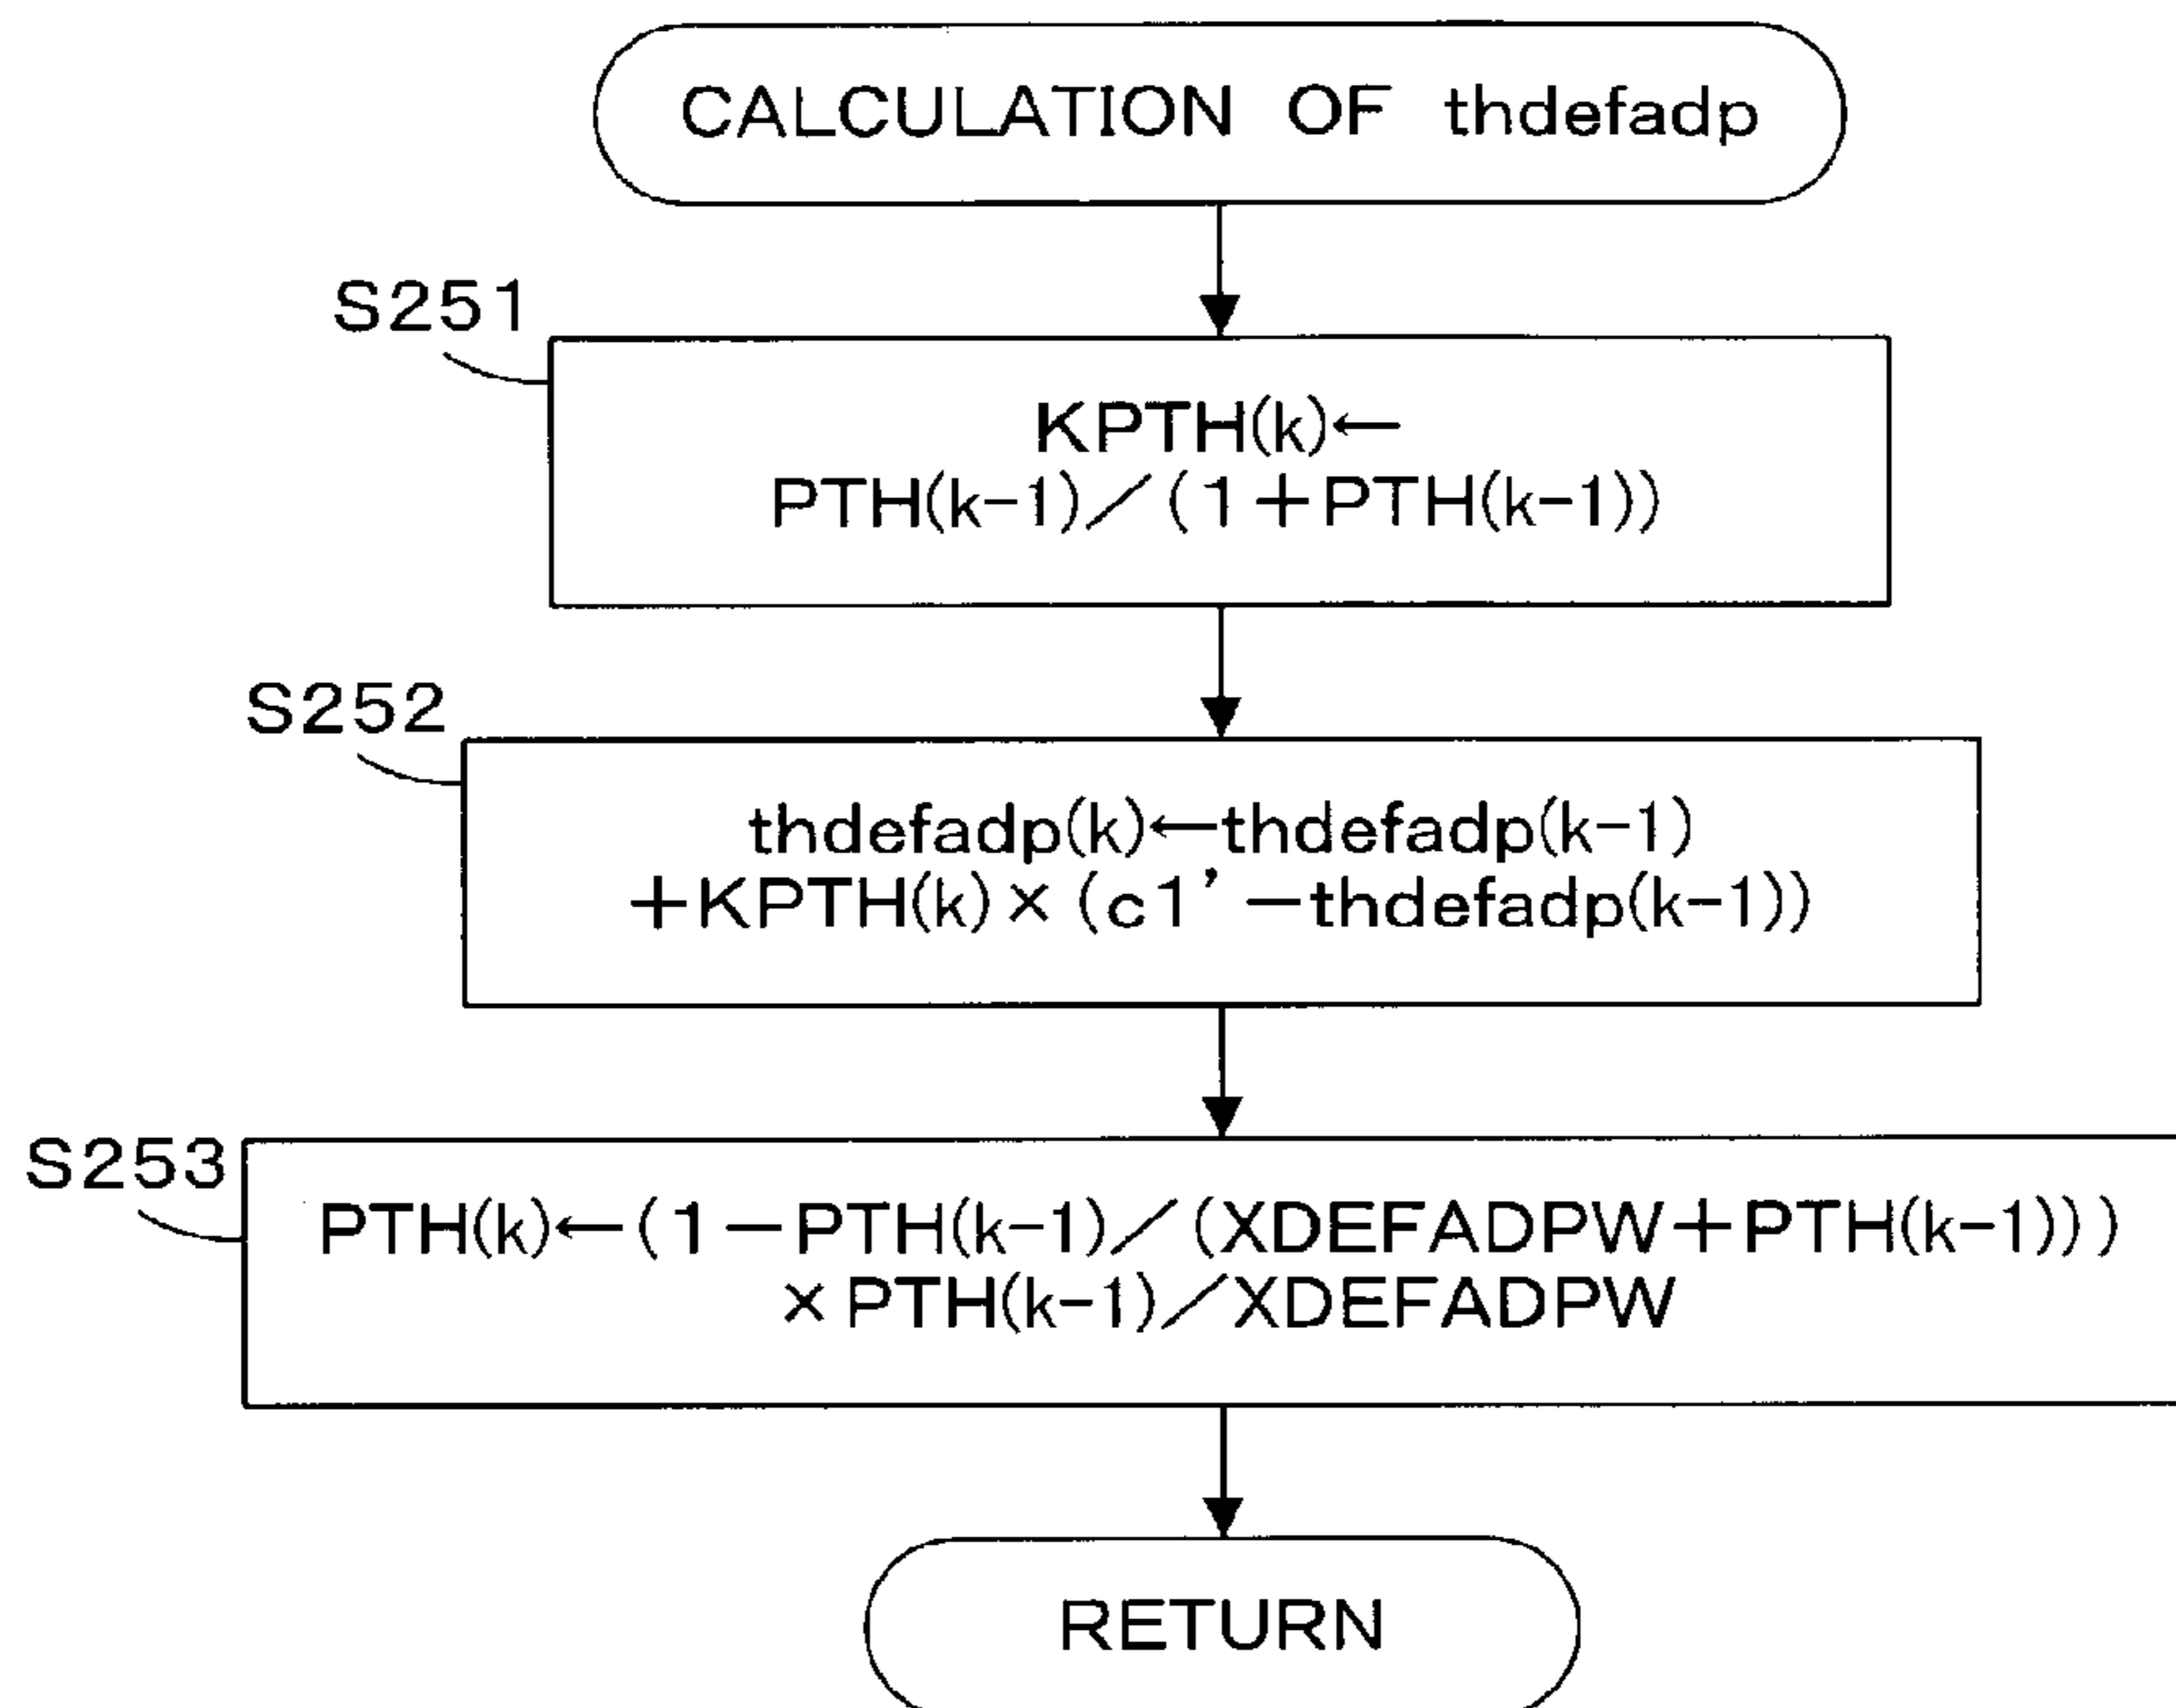 CALCULATION OF thdefadp
S251
KPTH(k)←
PTH(k-1)／(1+PTH(k-1))
S252
thdefadp(k)←thdefadp(k-1)
+KPTH(k)×(c1'-thdefadp(k-1))
S253
PTH(k)←(1-PTH(k-1)／(XDEFADPW+PTH(k-1)))
×PTH(k-1)／XDEFADPW
RETURN